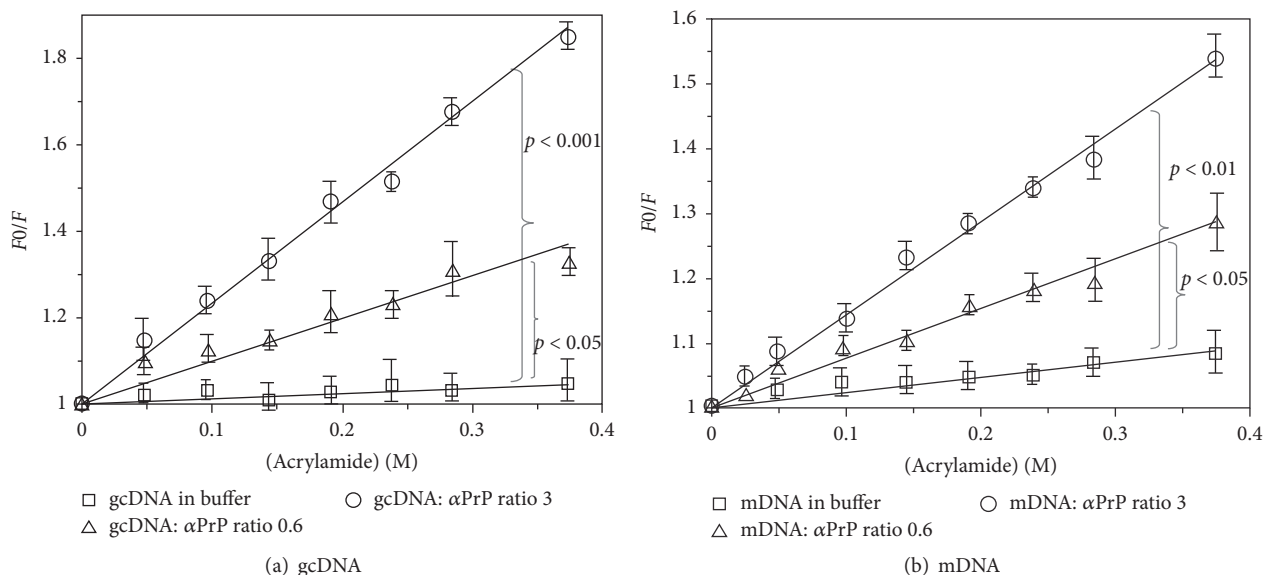 F0/F
1.8
1.6
1.4
1.2
1
0
0.1
0.2
0.3
0.4
p < 0.001
p < 0.05
(Acrylamide) (M)
gcDNA in buffer
gcDNA: αPrP ratio 3
gcDNA: αPrP ratio 0.6
(a) gcDNA
F0/F
1.6
1.5
1.4
1.3
1.2
1.1
1
0
0.1
0.2
0.3
0.4
p < 0.01
p < 0.05
(Acrylamide) (M)
mDNA in buffer
mDNA: αPrP ratio 3
mDNA: αPrP ratio 0.6
(b) mDNA